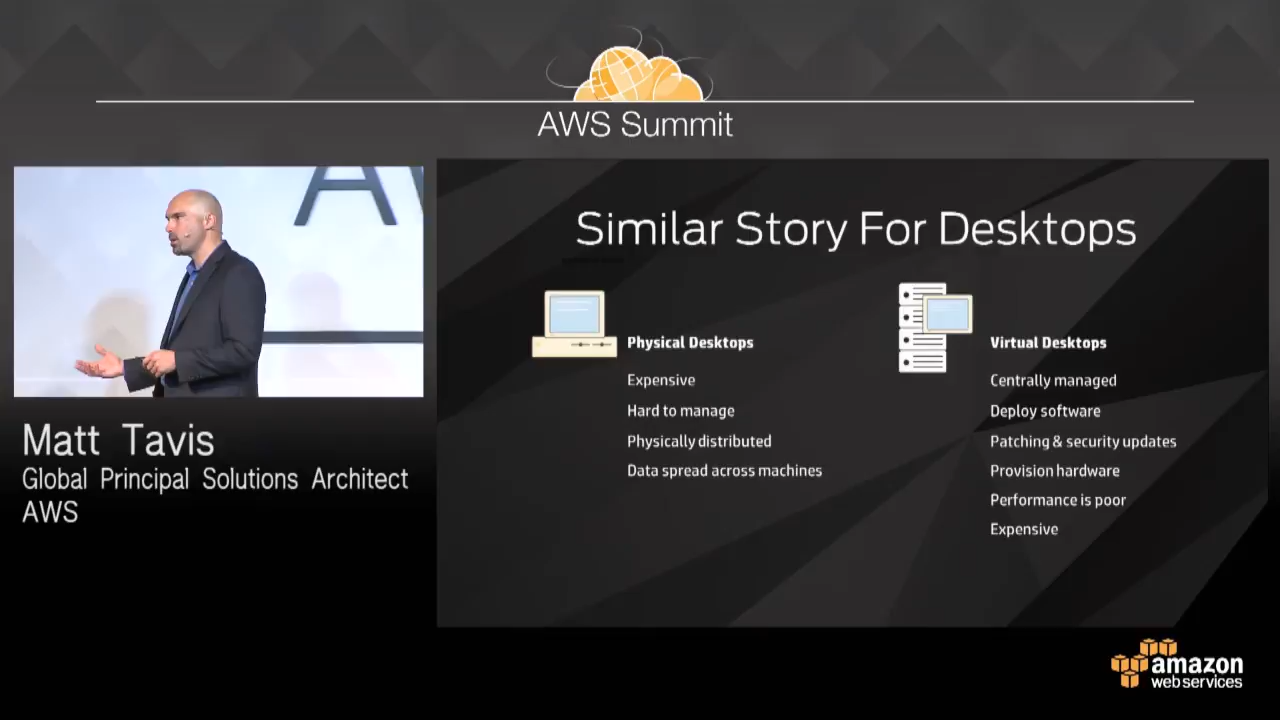 AWS Summit
Similar Story For Desktops
Physical Desktops
Expensive
Hard to manage
Physically distributed
Data spread across machines
Virtual Desktops
Centrally managed
Deploy software
Patching & security updates
Provision hardware
Performance is poor
Expensive
Matt Tavis
Global Principal Solutions Architect
AWS
amazon
web services